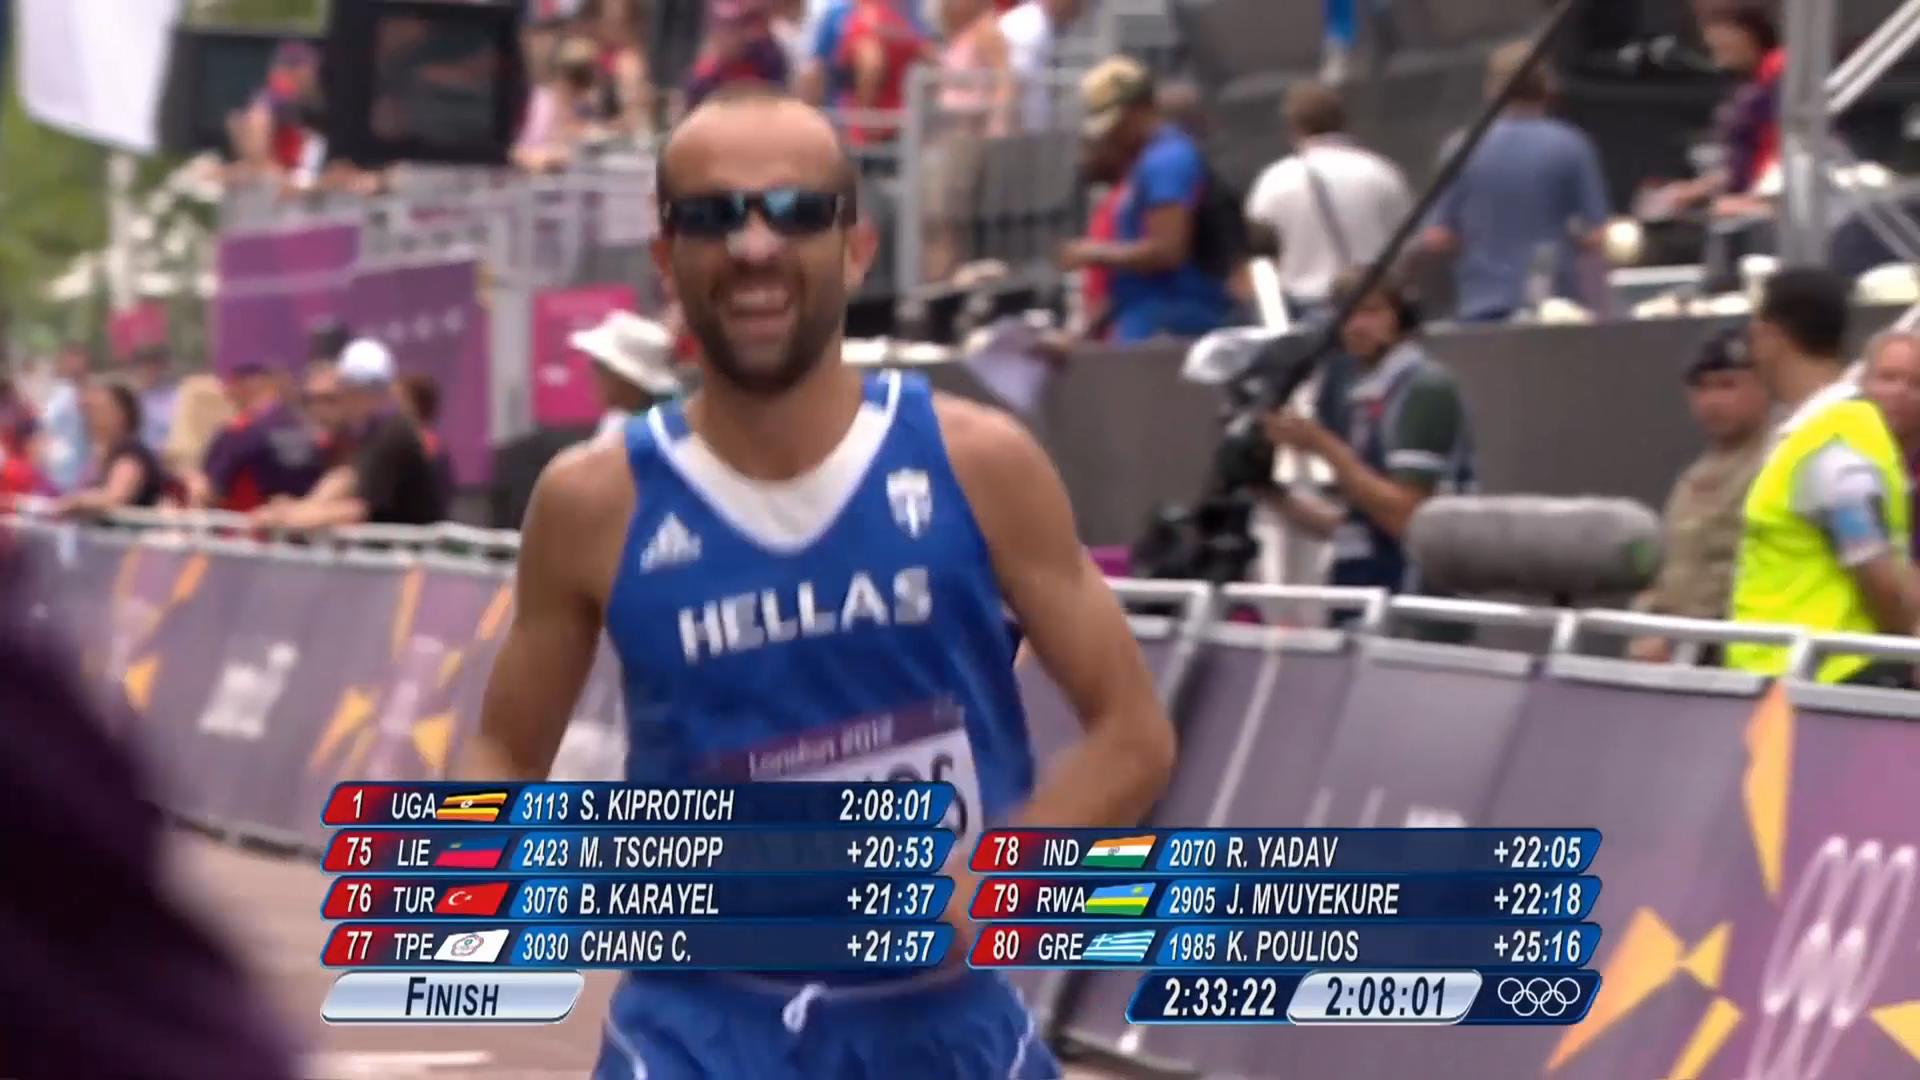 HELLAS
London 2012
1 UGA 3113 S. KIPROTICH 2:08:01
75 LIE 2423 M. TSCHOPP +20:53
76 TUR 3076 B. KARAYEL +21:37
77 TPE 3030 CHANG C. +21:57
78 IND 2070 R. YADAV +22:05
79 RWA 2905 J. MVUYEKURE +22:18
80 GRE 1985 K. POULIOS +25:16
FINISH
2:33:22 2:08:01